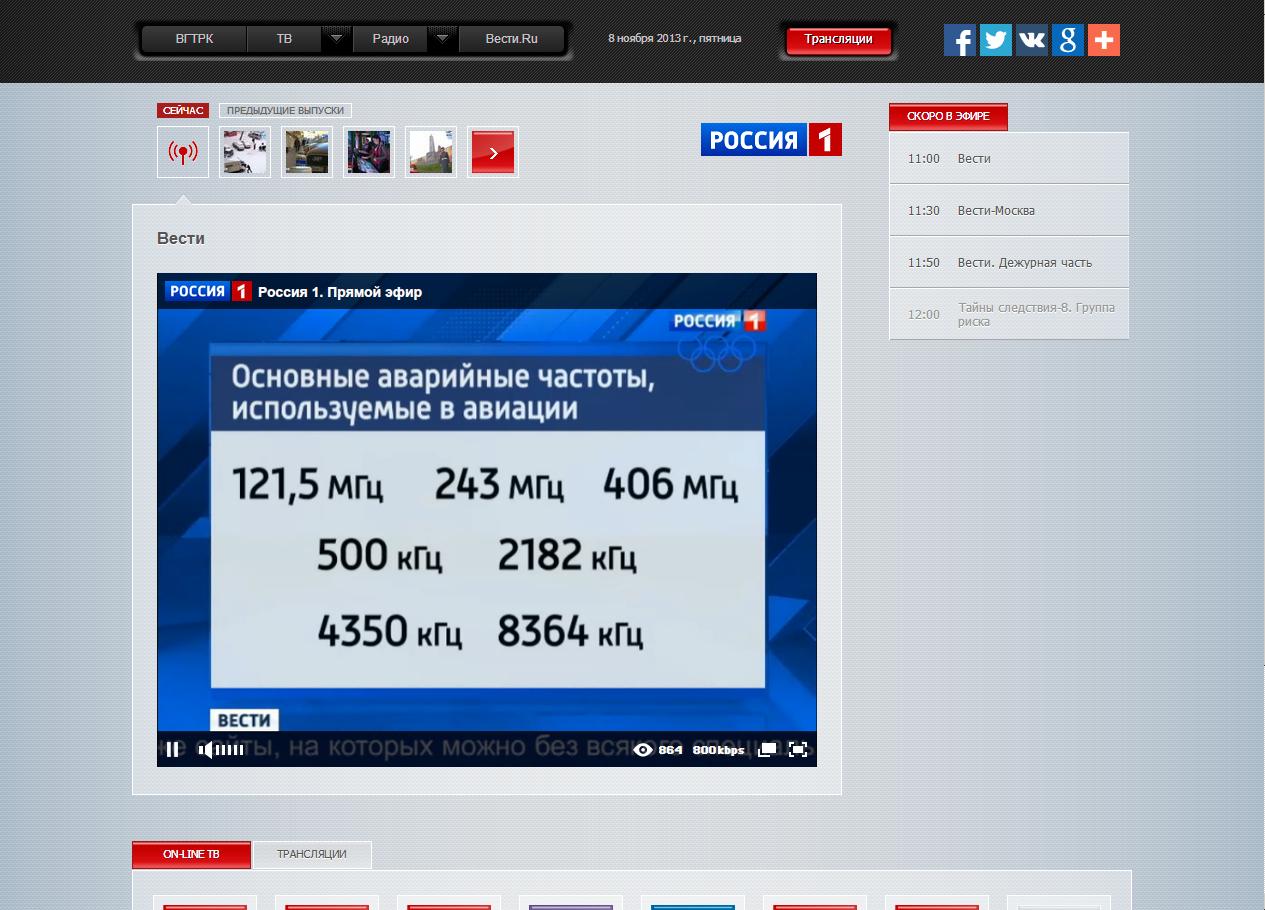 ВГТРК
ТВ
Радио
Вести.Ru
8 ноября 2013 г., пятница
Трансляции
СЕЙЧАС
ПРЕДЫДУЩИЕ ВЫПУСКИ
РОССИЯ 1
СКОРО В ЭФИРЕ
11:00 Вести
11:30 Вести-Москва
11:50 Вести. Дежурная часть
12:00 Тайны следствия-8. Группа
риска
Вести
РОССИЯ 1 Россия 1. Прямой эфир
РОССИЯ 1
Основные аварийные частоты,
используемые в авиации
121,5 МГц 243 МГц 406 МГц
500 кГц 2182 кГц
4350 кГц 8364 кГц
ВЕСТИ
же сайты, на которых можно без всякого
864 800 kbps
ON-LINE ТВ
ТРАНСЛЯЦИИ